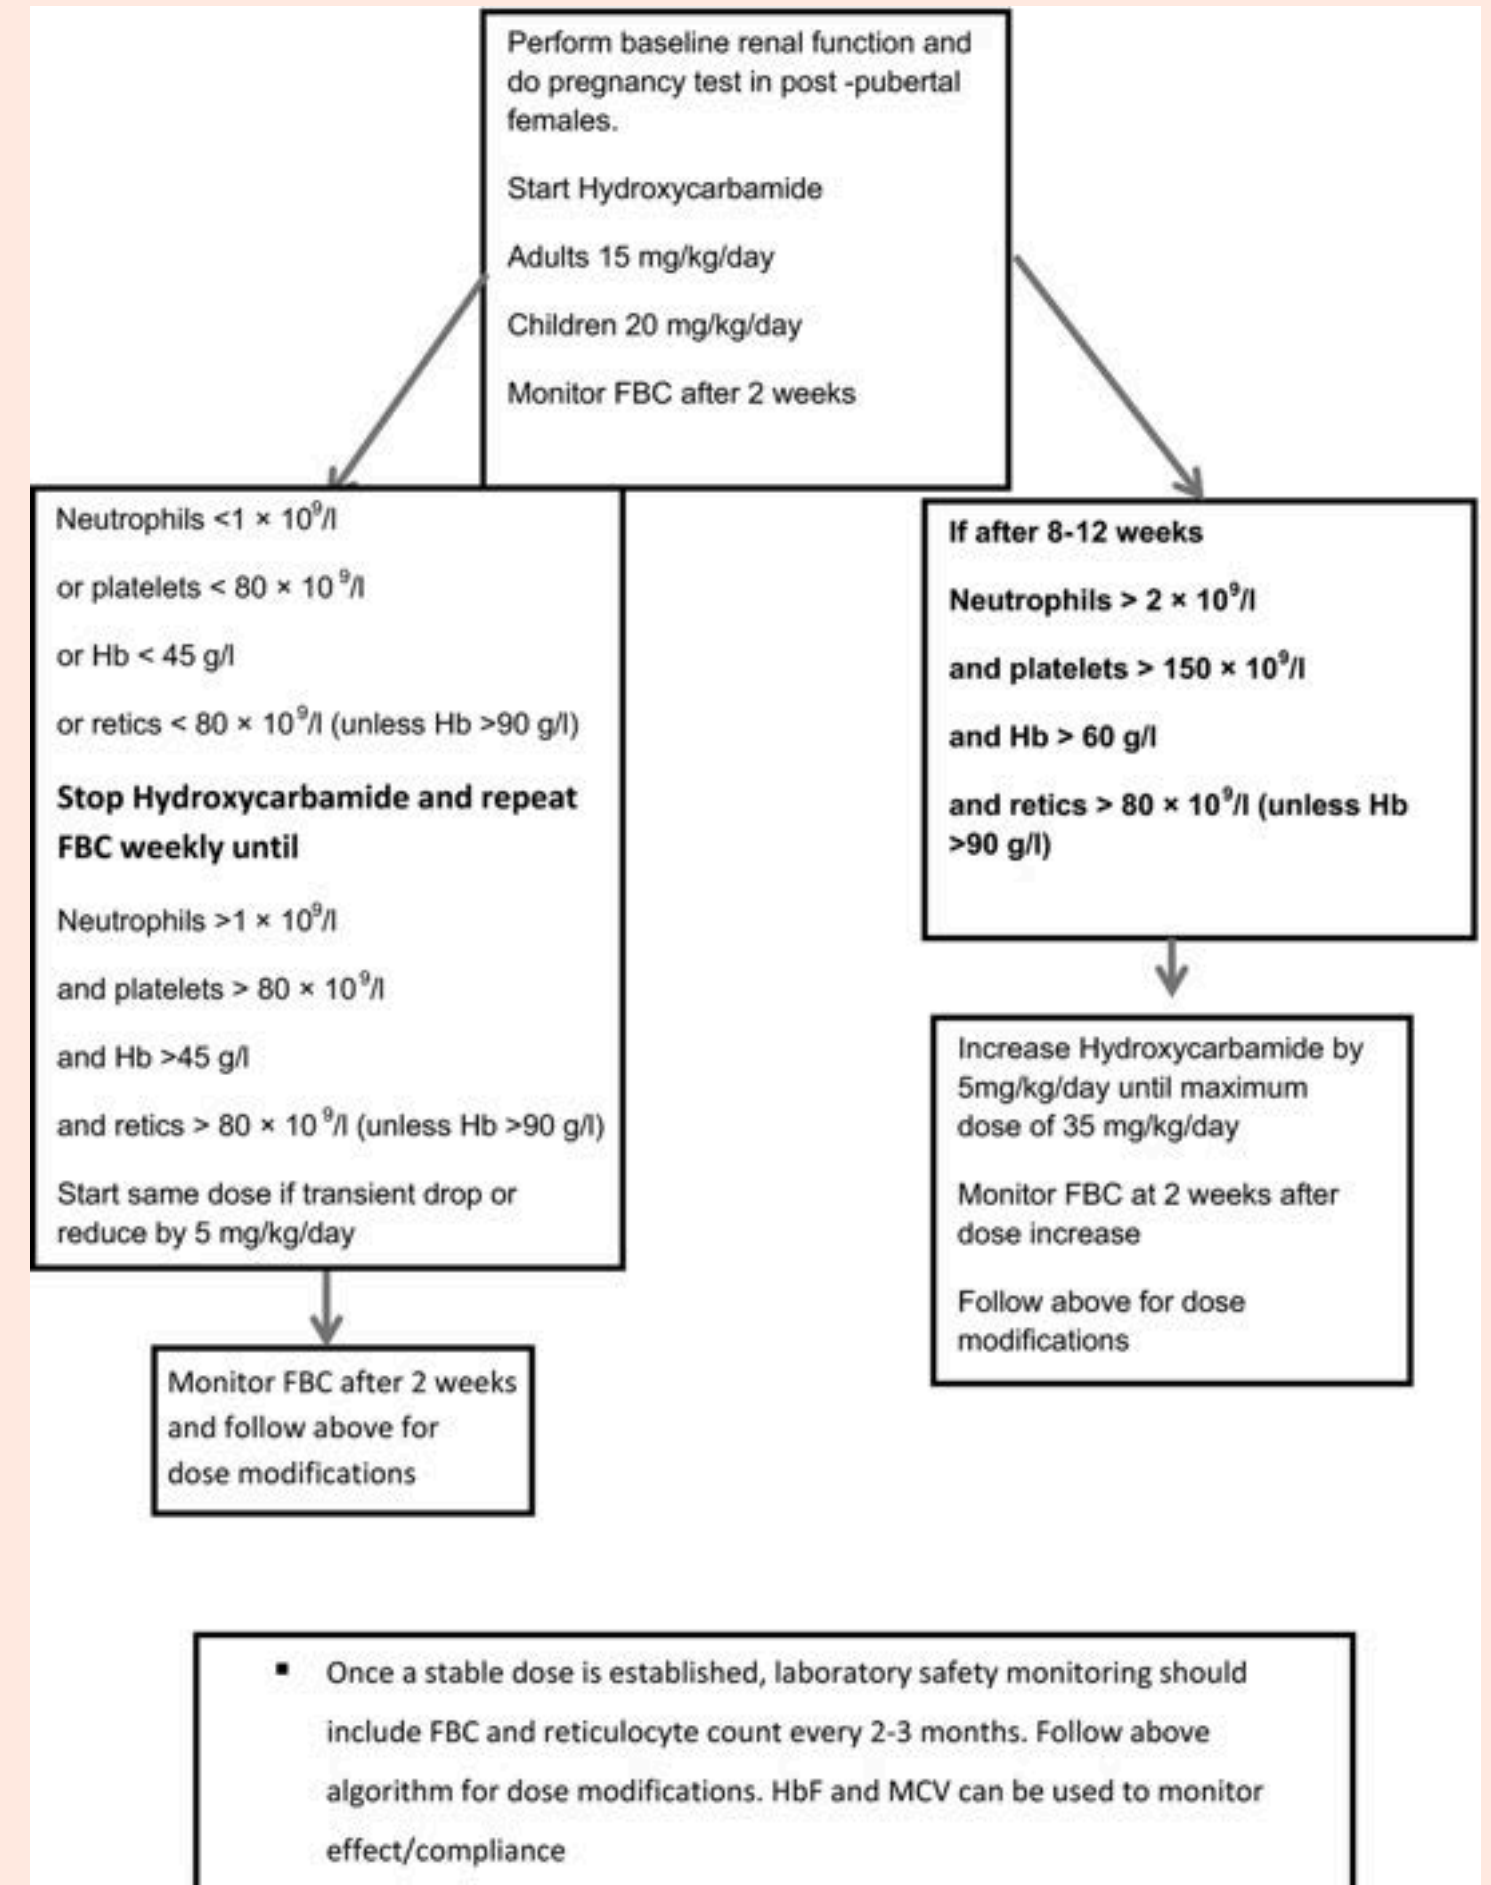 Perform baseline renal function and
do pregnancy test in post -pubertal
females.
Start Hydroxycarbamide
Adults 15 mg/kg/day
Children 20 mg/kg/day
Monitor FBC after 2 weeks
Neutrophils <1 × 10⁹/l
or platelets < 80 × 10⁹/l
or Hb < 45 g/l
or retics < 80 × 10⁹/l (unless Hb >90 g/l)
Stop Hydroxycarbamide and repeat
FBC weekly until
Neutrophils >1 × 10⁹/l
and platelets > 80 × 10⁹/l
and Hb >45 g/l
and retics > 80 × 10⁹/l (unless Hb >90 g/l)
Start same dose if transient drop or
reduce by 5 mg/kg/day
Monitor FBC after 2 weeks
and follow above for
dose modifications
If after 8-12 weeks
Neutrophils > 2 × 10⁹/l
and platelets > 150 × 10⁹/l
and Hb > 60 g/l
and retics > 80 × 10⁹/l (unless Hb
>90 g/l)
Increase Hydroxycarbamide by
5mg/kg/day until maximum
dose of 35 mg/kg/day
Monitor FBC at 2 weeks after
dose increase
Follow above for dose
modifications
▪ Once a stable dose is established, laboratory safety monitoring should
include FBC and reticulocyte count every 2-3 months. Follow above
algorithm for dose modifications. HbF and MCV can be used to monitor
effect/compliance